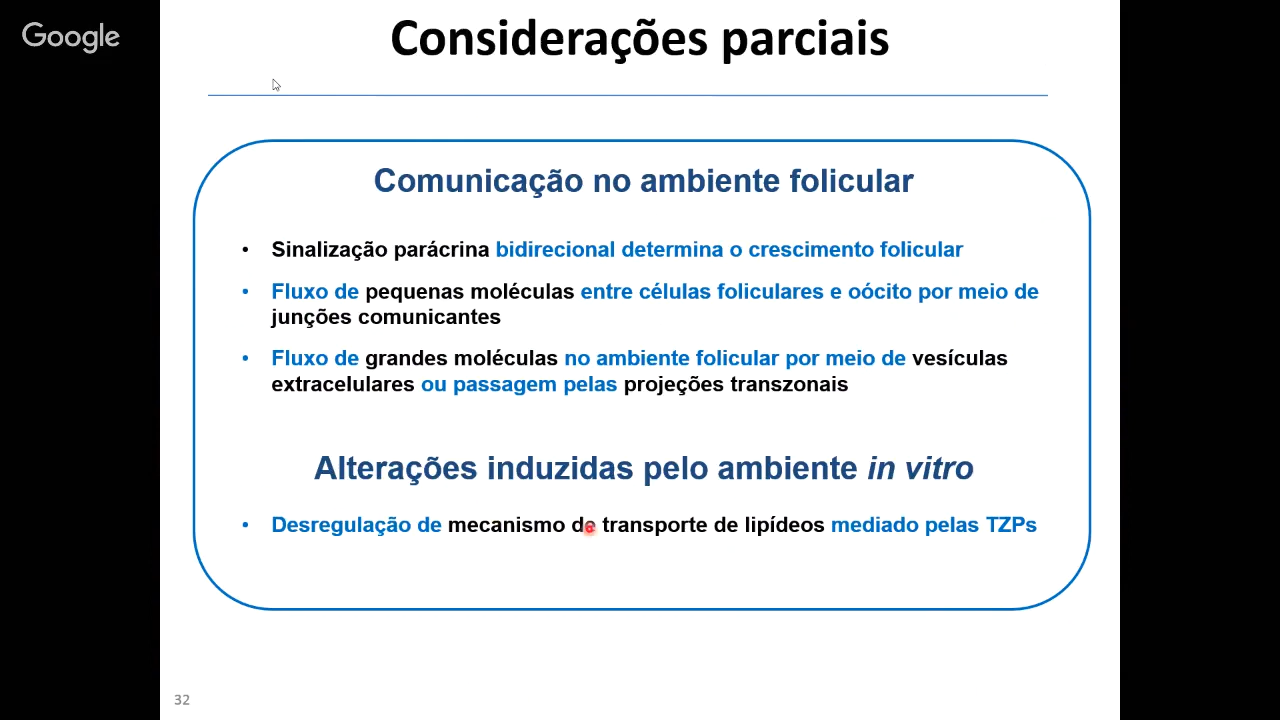 Google
Considerações parciais
Comunicação no ambiente folicular
• Sinalização parácrina bidirecional determina o crescimento folicular
• Fluxo de pequenas moléculas entre células foliculares e oócito por meio de
junções comunicantes
• Fluxo de grandes moléculas no ambiente folicular por meio de vesículas
extracelulares ou passagem pelas projeções transzonais
Alterações induzidas pelo ambiente in vitro
• Desregulação de mecanismo de transporte de lipídeos mediado pelas TZPs
32